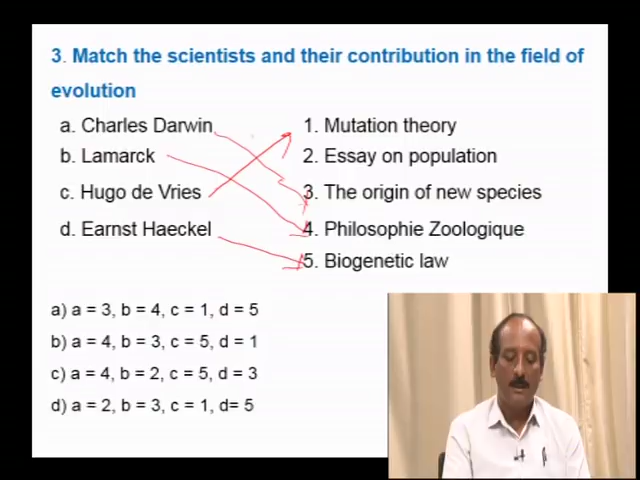 3. Match the scientists and their contribution in the field of
evolution
a. Charles Darwin
b. Lamarck
c. Hugo de Vries
d. Earnst Haeckel
1. Mutation theory
2. Essay on population
3. The origin of new species
4. Philosophie Zoologique
5. Biogenetic law
a) a = 3, b = 4, c = 1, d = 5
b) a = 4, b = 3, c = 5, d = 1
c) a = 4, b = 2, c = 5, d = 3
d) a = 2, b = 3, c = 1, d= 5